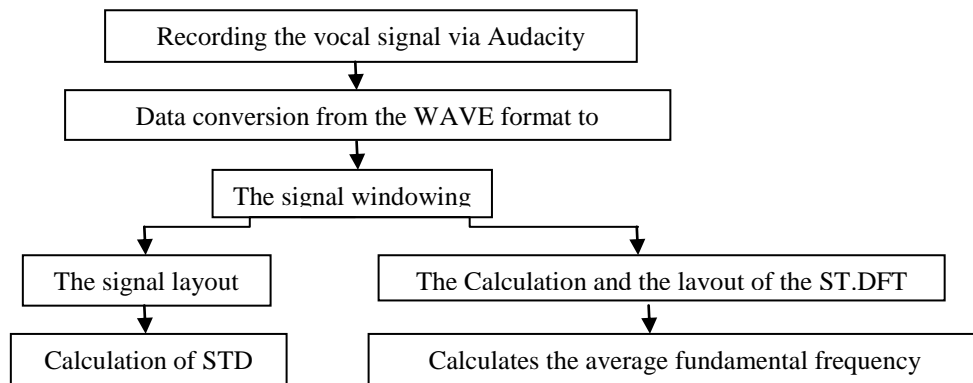 Recording the vocal signal via Audacity
Data conversion from the WAVE format to
The signal windowing
The signal layout
The Calculation and the layout of the ST.DFT
Calculation of STD
Calculates the average fundamental frequency